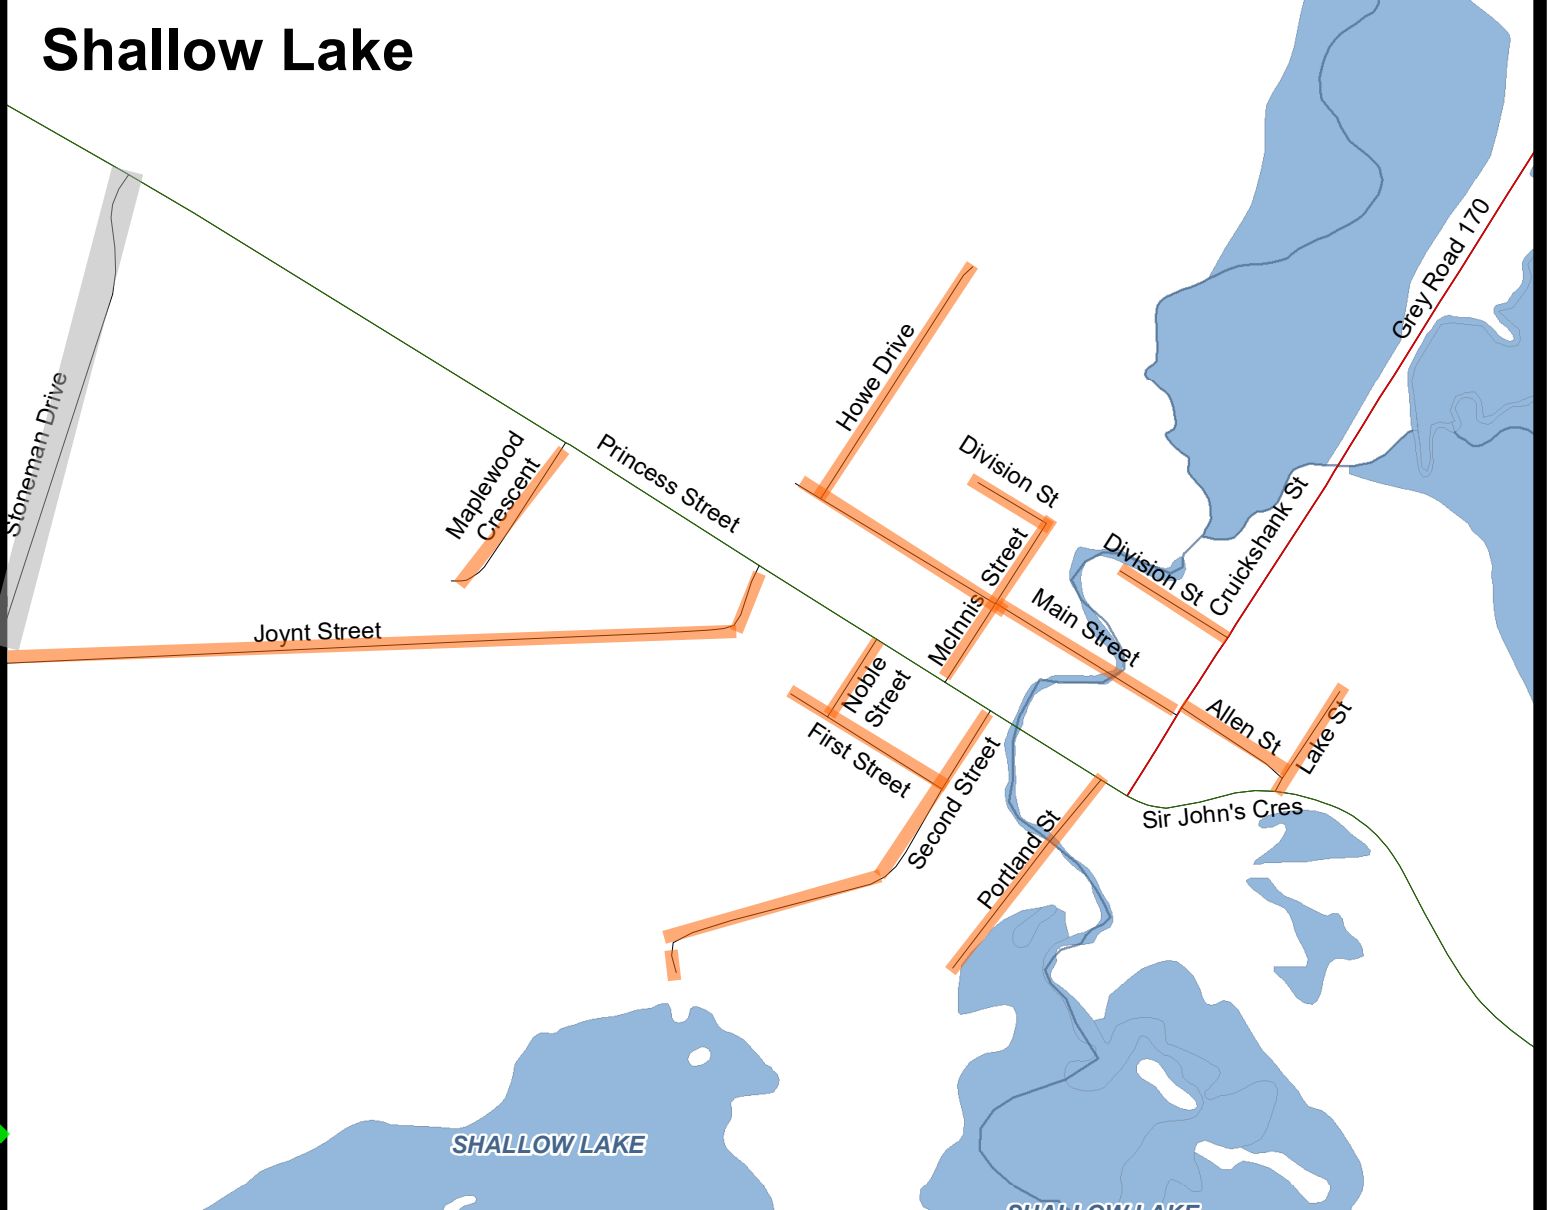 Shallow Lake
Grey Road 170
Howe Drive
Stoneman Drive
Maplewood
Crescent
Princess Street
Division St
Cruickshank St
Division St
McInnis Street
Main Street
Joynt Street
Noble
Street
First Street
Second Street
Allen St
Lake St
Portland St
Sir John's Cres
SHALLOW LAKE
SHALLOW LAKE